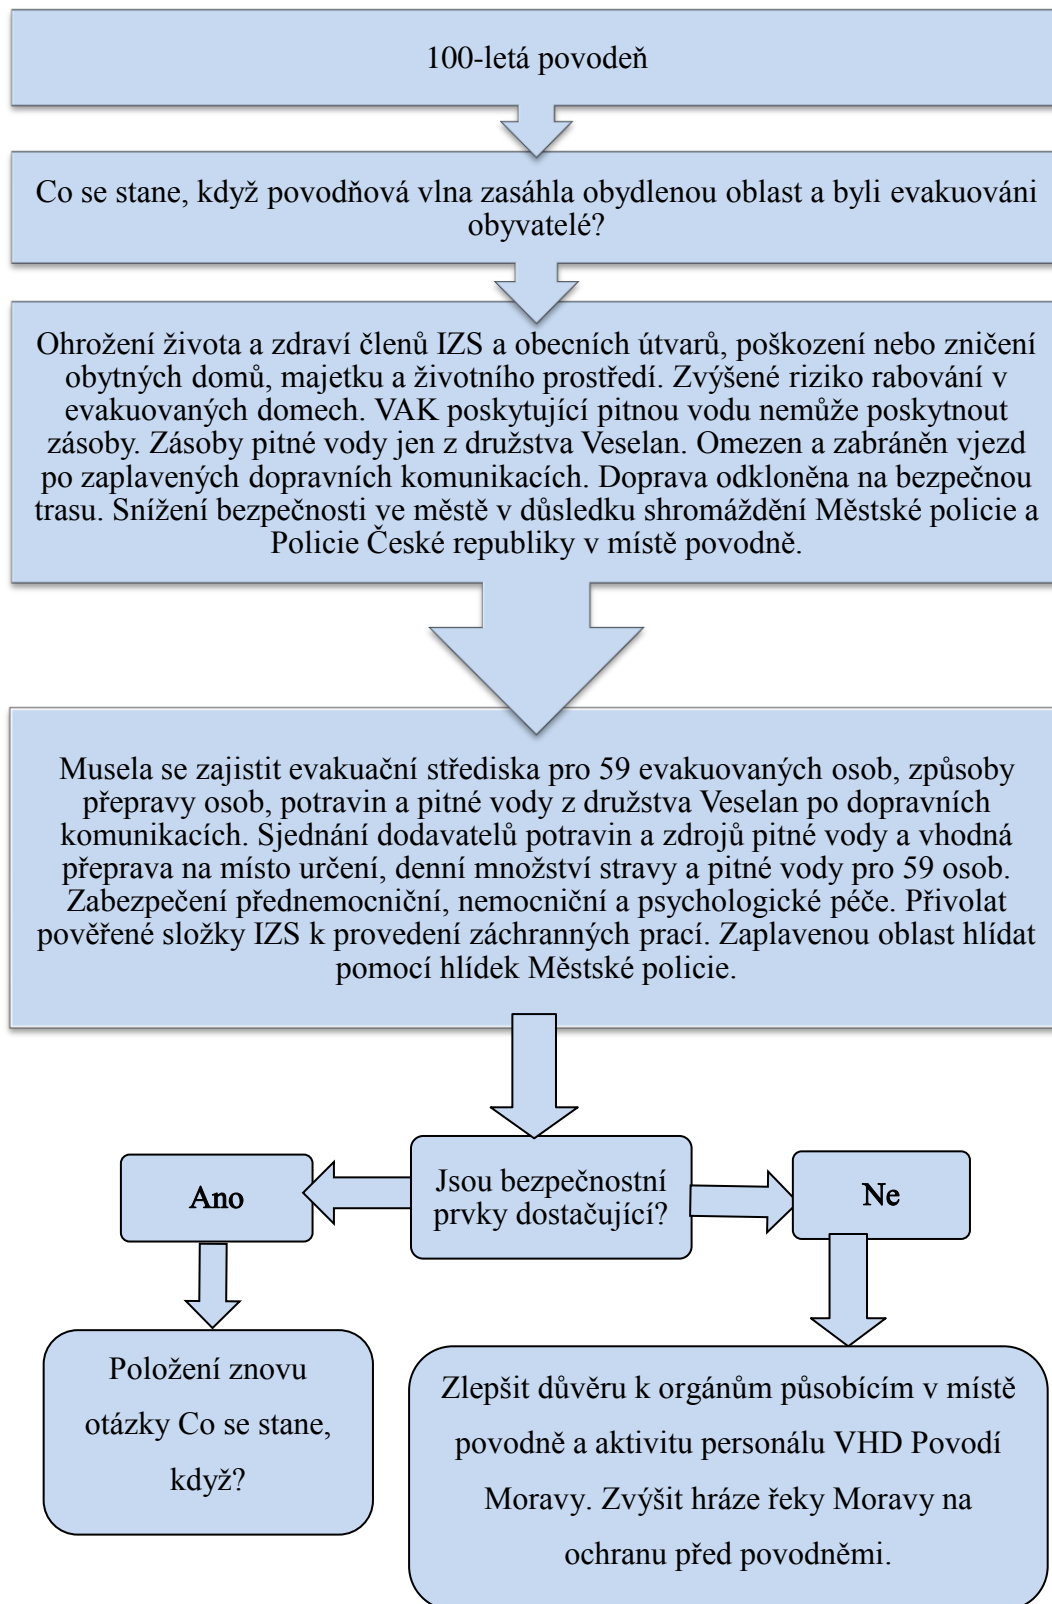 100-letá povodeň
Co se stane, když povodňová vlna zasáhla obydlenou oblast a byli evakuováni
obyvatelé?
Ohrožení života a zdraví členů IZS a obecních útvarů, poškození nebo zničení
obytných domů, majetku a životního prostředí. Zvýšené riziko rabování v
evakuovaných domech. VAK poskytující pitnou vodu nemůže poskytnout
zásoby. Zásoby pitné vody jen z družstva Veselan. Omezen a zabráněn vjezd
po zaplavených dopravních komunikacích. Doprava odkloněna na bezpečnou
trasu. Snížení bezpečnosti ve městě v důsledku shromáždění Městské policie a
Policie České republiky v místě povodně.
Musela se zajistit evakuační střediska pro 59 evakuovaných osob, způsoby
přepravy osob, potravin a pitné vody z družstva Veselan po dopravních
komunikacích. Sjednání dodavatelů potravin a zdrojů pitné vody a vhodná
přeprava na místo určení, denní množství stravy a pitné vody pro 59 osob.
Zabezpečení přednemocniční, nemocniční a psychologické péče. Přivolat
pověřené složky IZS k provedení záchranných prací. Zaplavenou oblast hlídat
pomocí hlídek Městské policie.
Jsou bezpečnostní
prvky dostačující?
Ano
Ne
Položení znovu
otázky Co se stane,
když?
Zlepšit důvěru k orgánům působícím v místě
povodně a aktivitu personálu VHD Povodí
Moravy. Zvýšit hráze řeky Moravy na
ochranu před povodněmi.